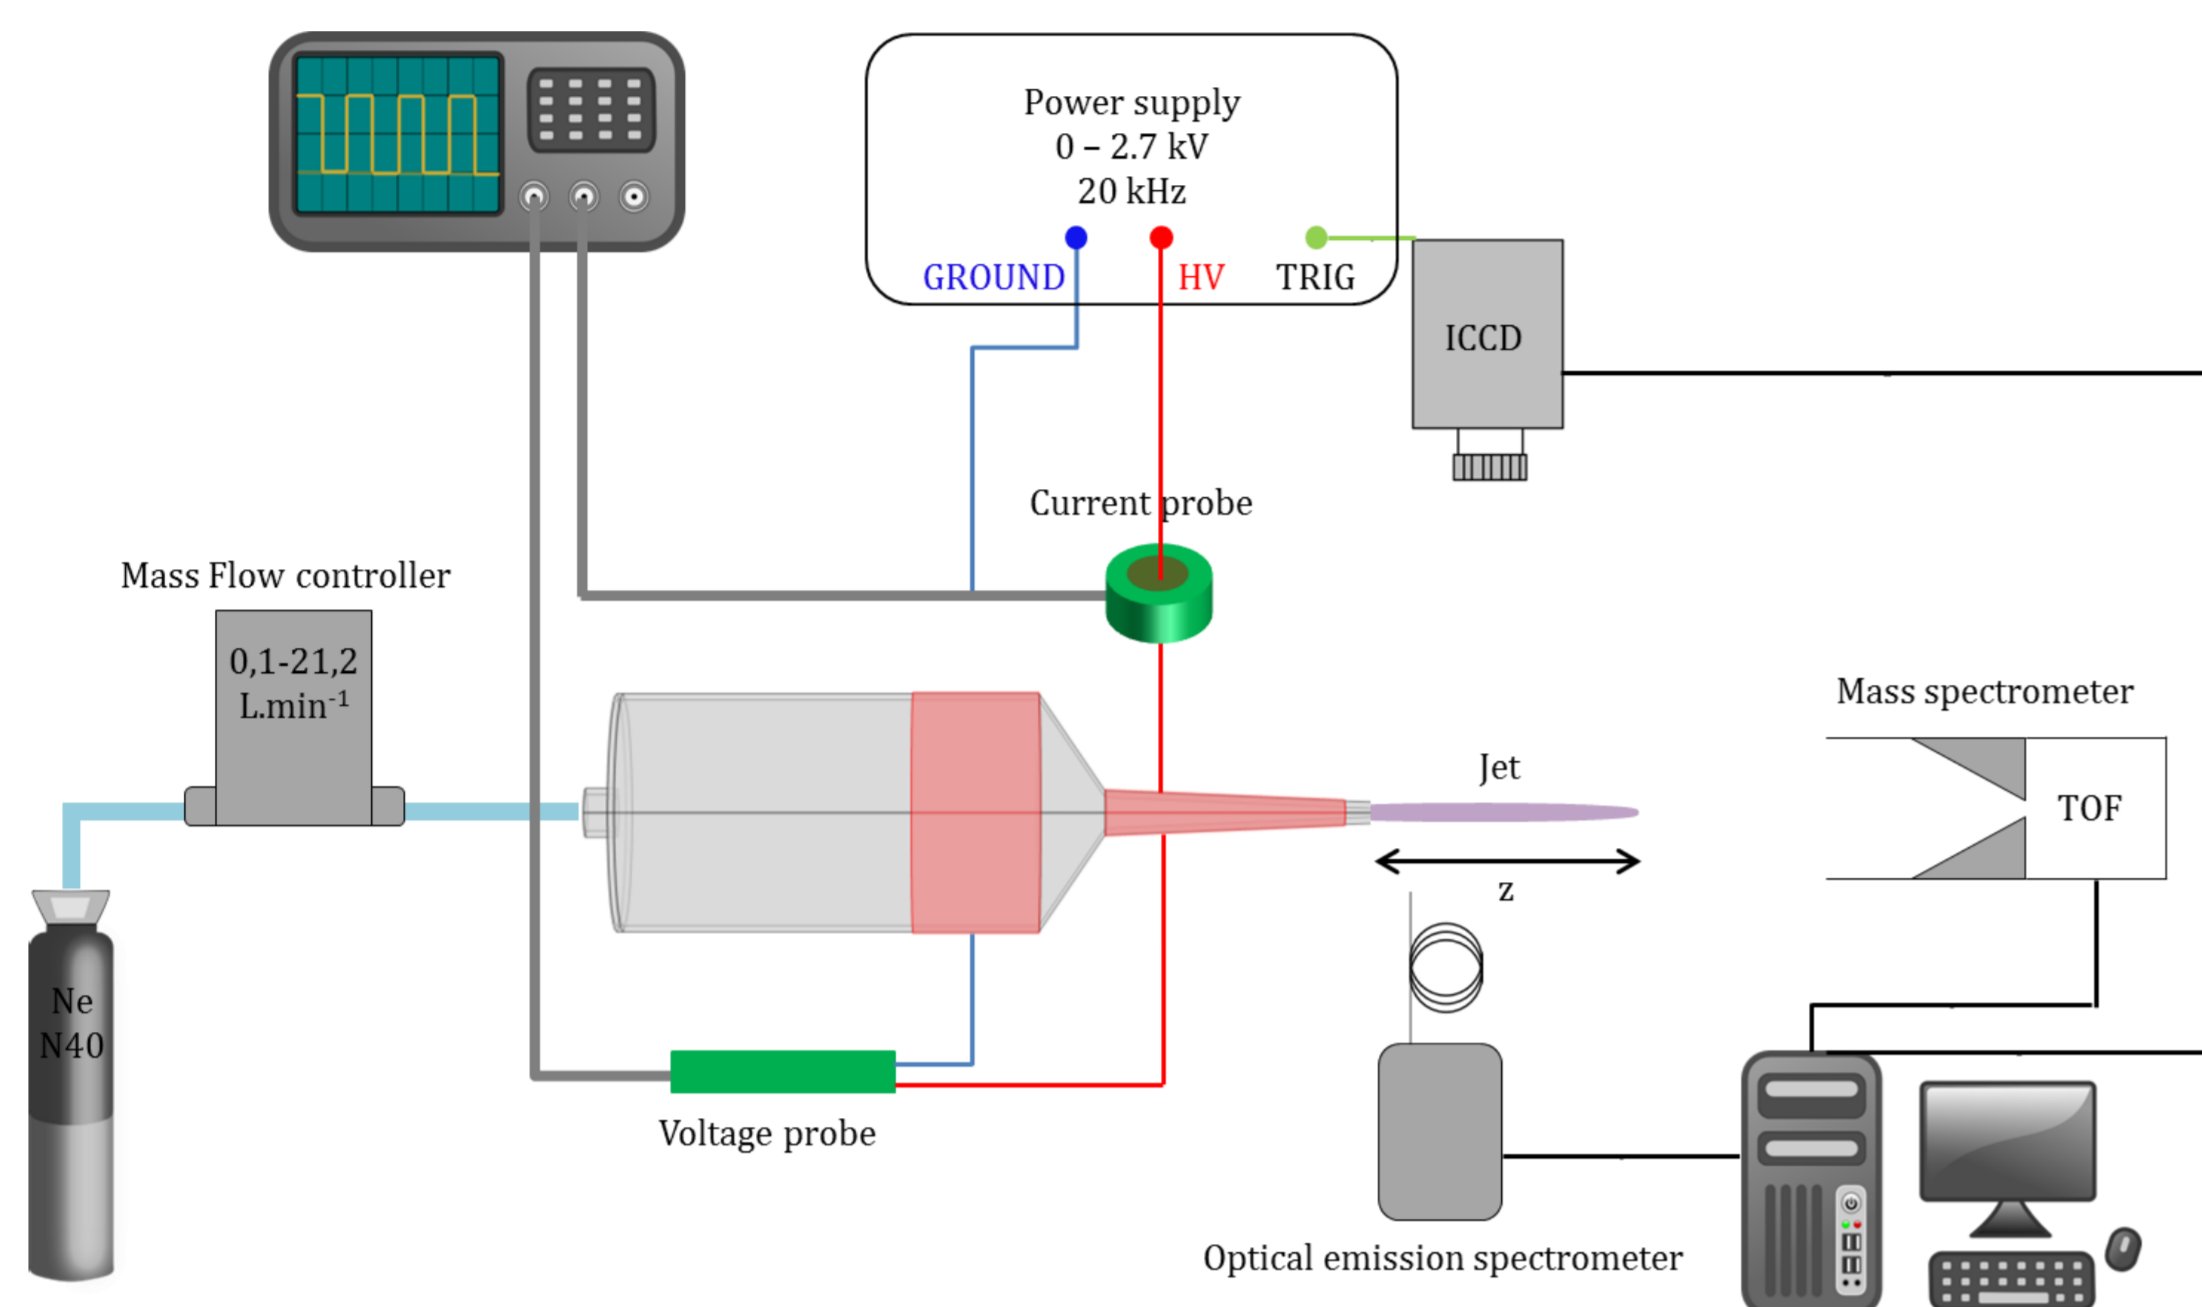 Power supply
0 – 2.7 kV
20 kHz
GROUND
HV
TRIG
ICCD
Current probe
Mass Flow controller
0,1-21,2
L.min⁻¹
Mass spectrometer
Jet
TOF
z
Ne
N40
Voltage probe
Optical emission spectrometer